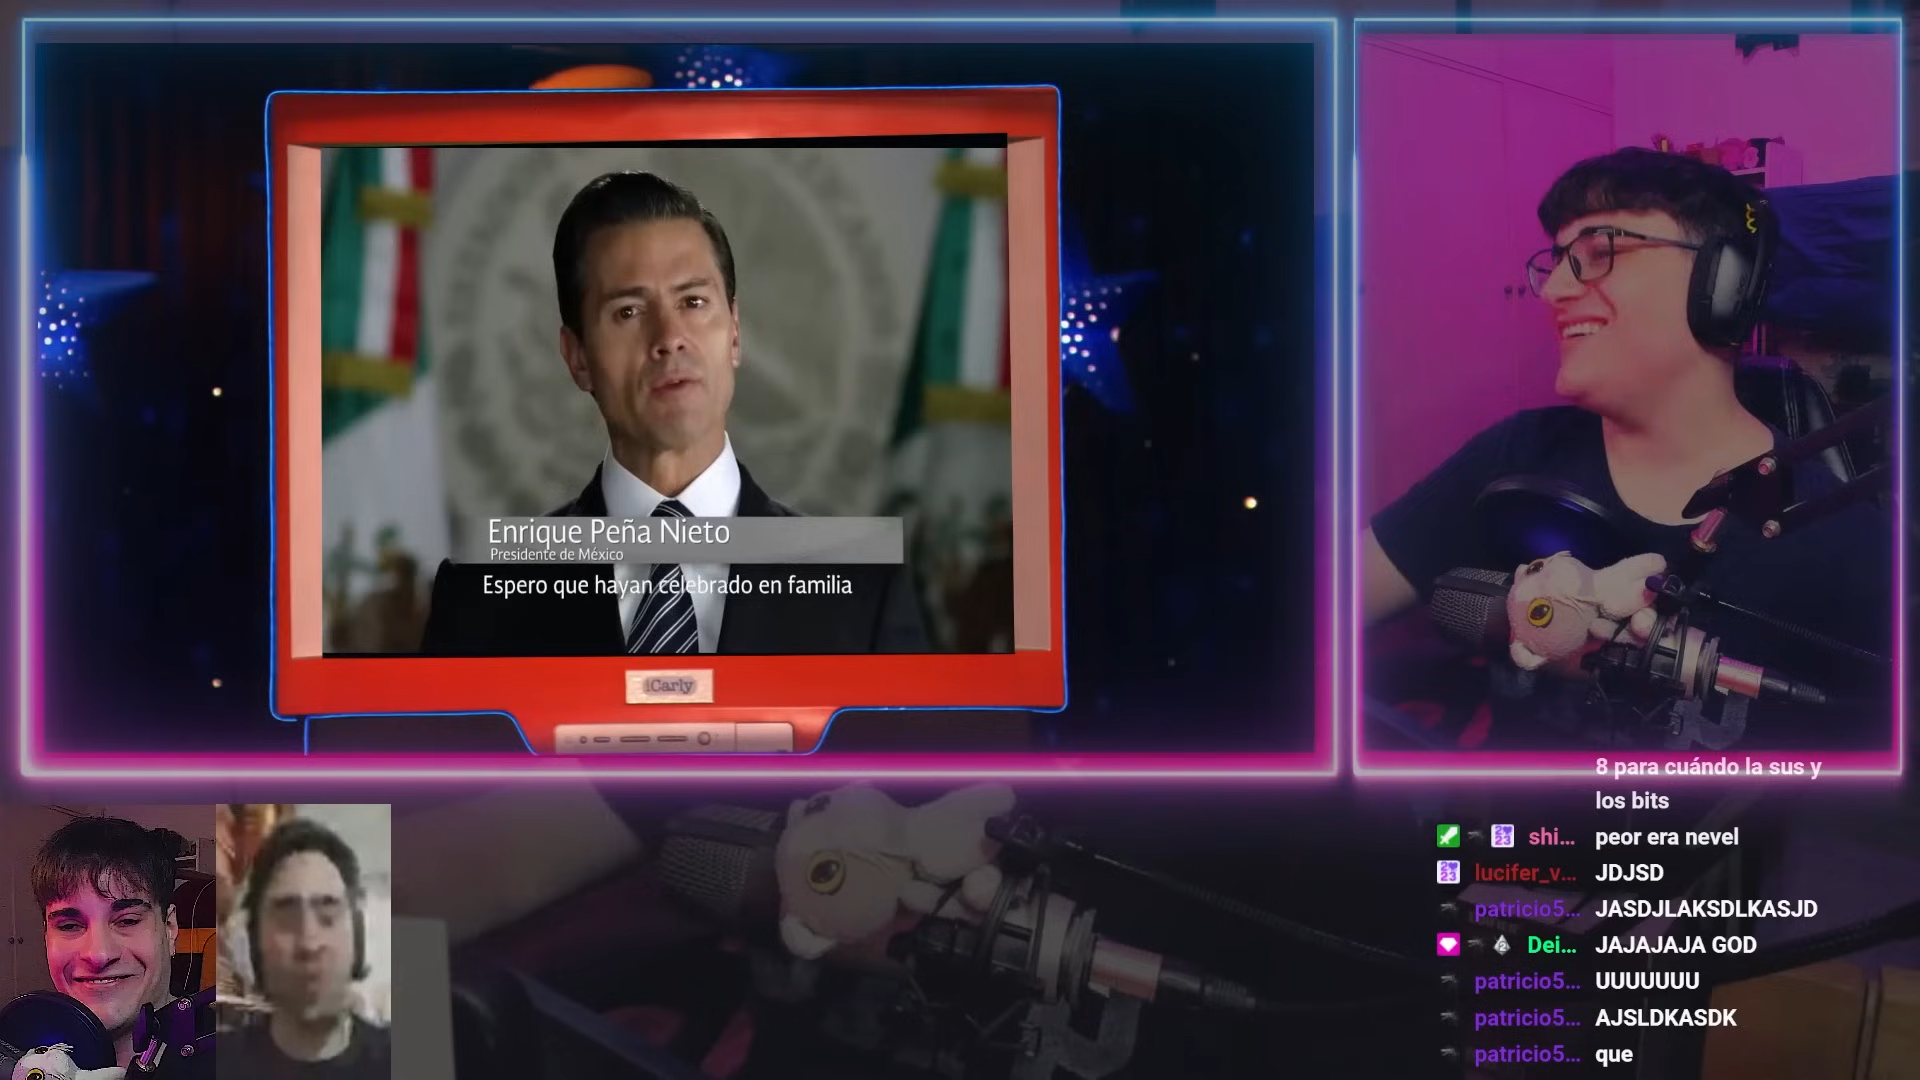 Enrique Peña Nieto
Presidente de México
Espero que hayan celebrado en familia
iCarly
8 para cuándo la sus y
los bits
shi... peor era nevel
lucifer_v... JDJSD
patricio5... JASDJLAKSDLKASJD
Dei... JAJAJAJA GOD
patricio5... UUUUUUU
patricio5... AJSLDKASDK
patricio5... que